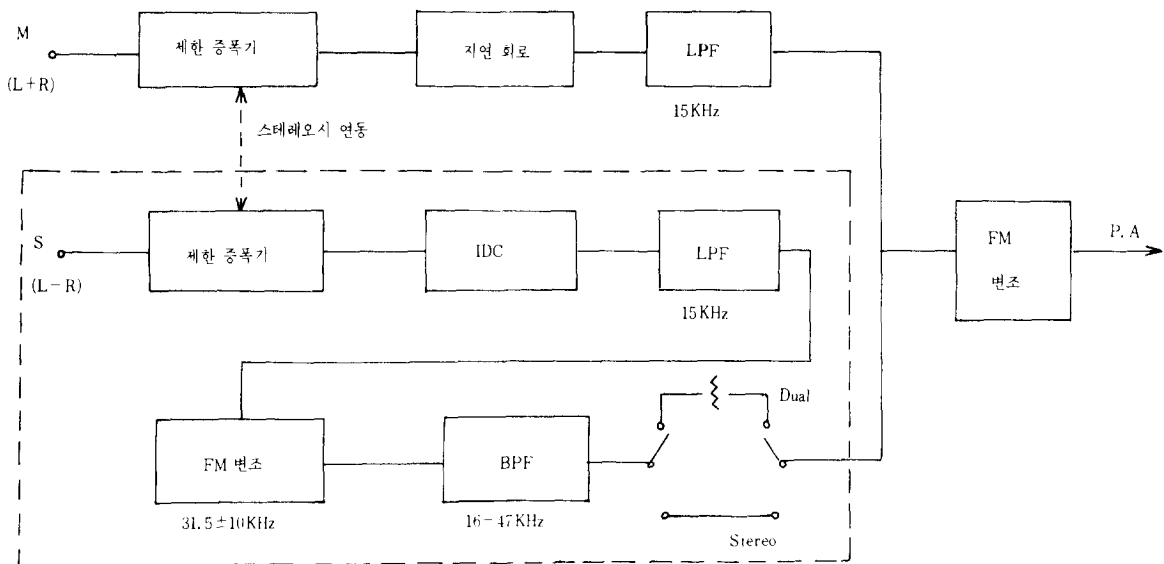 M
(L+R)
제한 증폭기
지연 회로
LPF
15KHz
스테레오시 연동
S
(L−R)
제한 증폭기
IDC
LPF
15KHz
FM
변조
P.A
FM 변조
31.5±10KHz
BPF
16−47KHz
Dual
Stereo